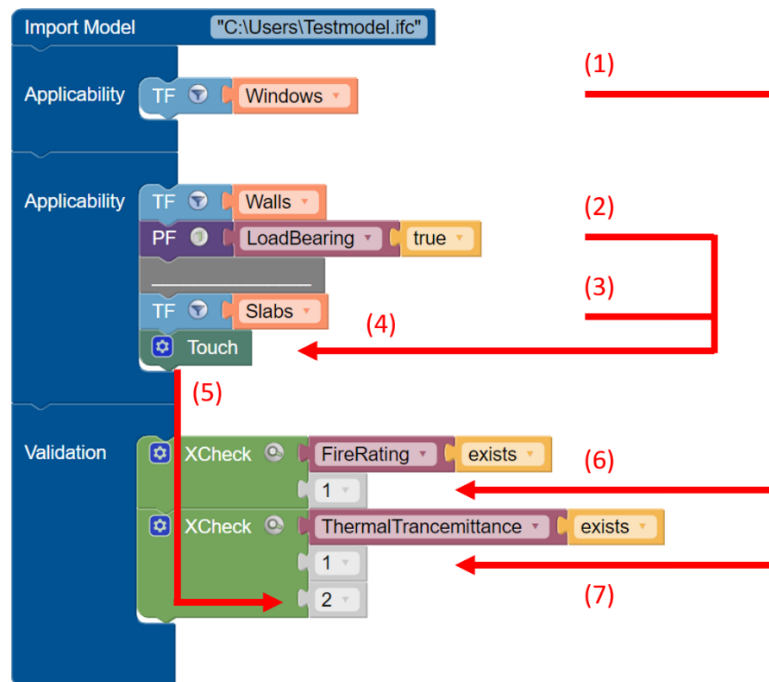 Import Model "C:\Users\Testmodel.ifc"
(1)
Applicability TF Windows
Applicability TF Walls
(2)
PF LoadBearing true
(3)
TF Slabs
(4)
Touch
(5)
Validation XCheck FireRating exists
(6)
1
XCheck ThermalTrancemittance exists
1
(7)
2